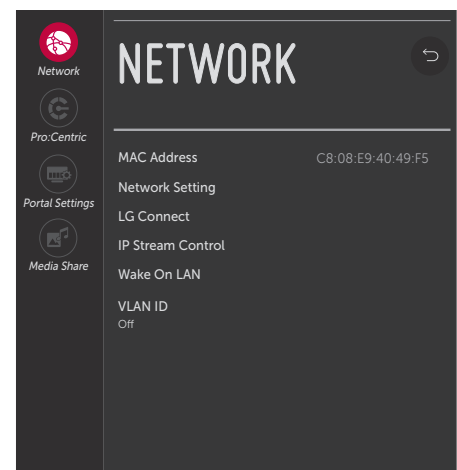 Network
Pro:Centric
Portal Settings
Media Share
NETWORK
MAC Address C8:08:E9:40:49:F5
Network Setting
LG Connect
IP Stream Control
Wake On LAN
VLAN ID
Off